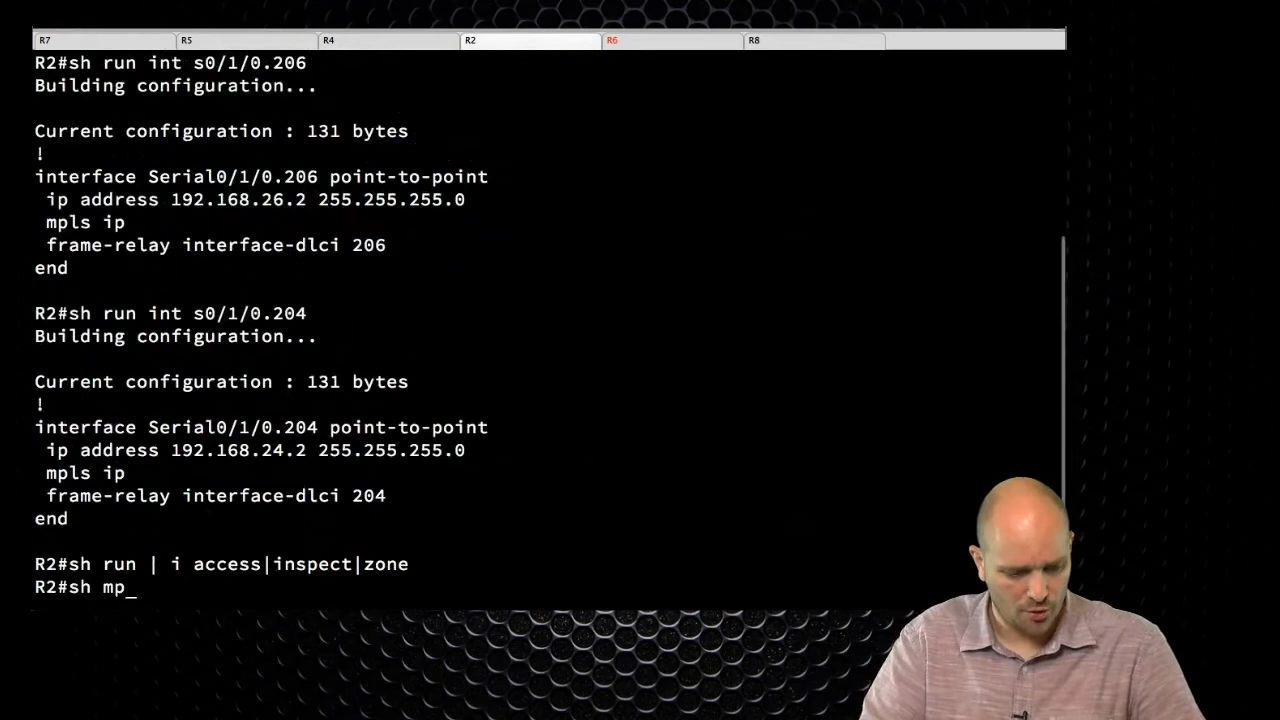 R7 R5 R4 R2 R6 R8
R2#sh run int s0/1/0.206
Building configuration...
Current configuration : 131 bytes
!
interface Serial0/1/0.206 point-to-point
 ip address 192.168.26.2 255.255.255.0
 mpls ip
 frame-relay interface-dlci 206
end
R2#sh run int s0/1/0.204
Building configuration...
Current configuration : 131 bytes
!
interface Serial0/1/0.204 point-to-point
 ip address 192.168.24.2 255.255.255.0
 mpls ip
 frame-relay interface-dlci 204
end
R2#sh run | i access|inspect|zone
R2#sh mp_